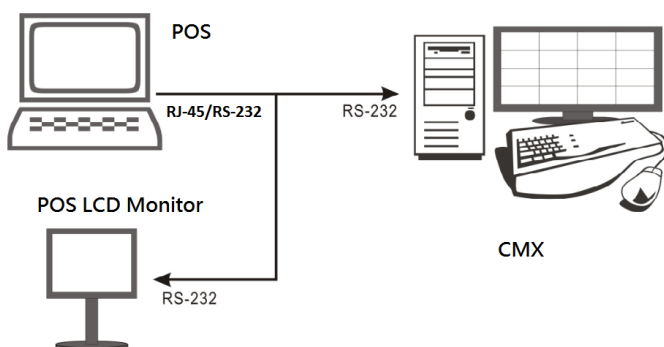 POS
RJ-45/RS-232
RS-232
POS LCD Monitor
CMX
RS-232